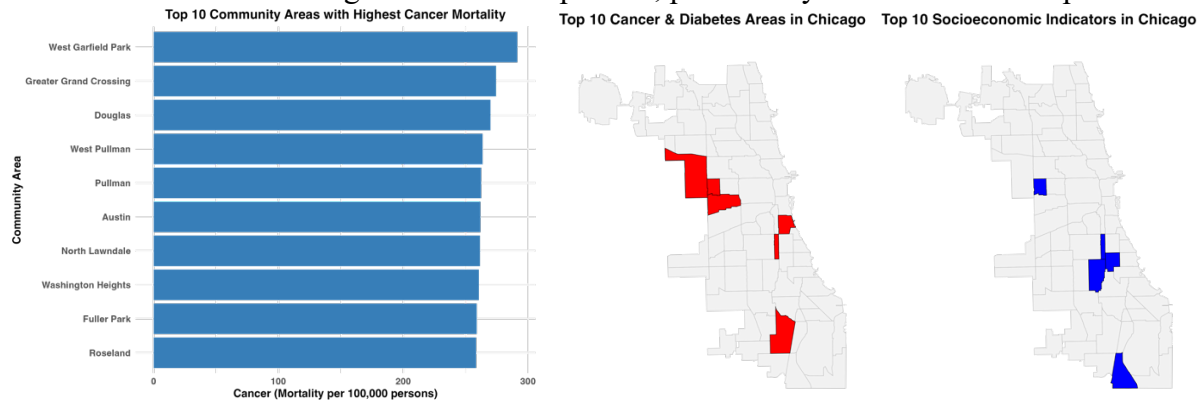 Top 10 Community Areas with Highest Cancer Mortality
West Garfield Park
Greater Grand Crossing
Douglas
West Pullman
Pullman
Austin
North Lawndale
Washington Heights
Fuller Park
Roseland
Community Area
0 100 200 300
Cancer (Mortality per 100,000 persons)
Top 10 Cancer & Diabetes Areas in Chicago
Top 10 Socioeconomic Indicators in Chicago